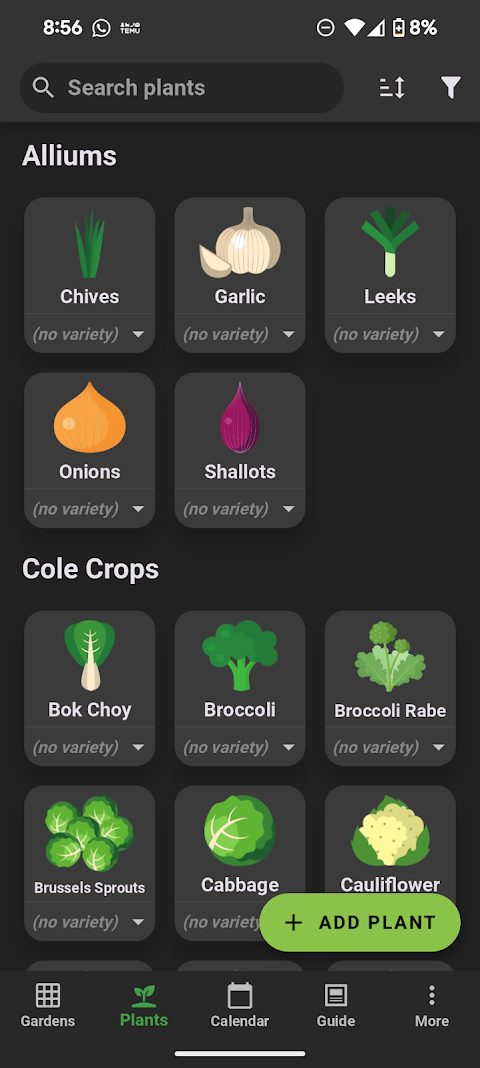 8:56 TEMU 8%
Search plants
Alliums
Chives Garlic Leeks
(no variety) (no variety) (no variety)
Onions Shallots
(no variety) (no variety)
Cole Crops
Bok Choy Broccoli Broccoli Rabe
(no variety) (no variety) (no variety)
Brussels Sprouts Cabbage Cauliflower
(no variety) (no variety
+ ADD PLANT
Gardens Plants Calendar Guide More